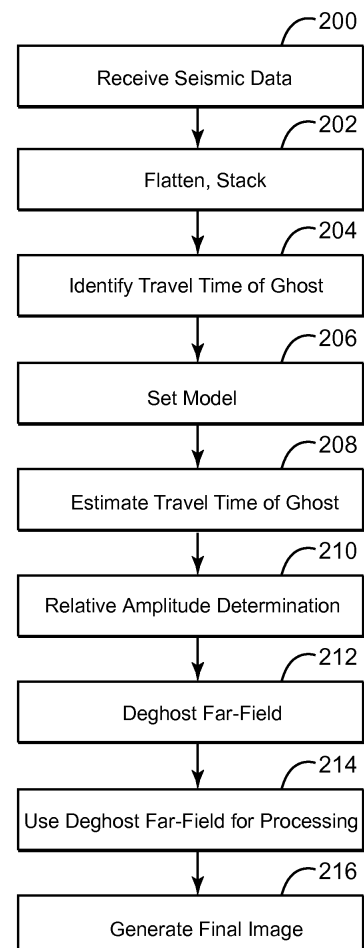 200
Receive Seismic Data
202
Flatten, Stack
204
Identify Travel Time of Ghost
206
Set Model
208
Estimate Travel Time of Ghost
210
Relative Amplitude Determination
212
Deghost Far-Field
214
Use Deghost Far-Field for Processing
216
Generate Final Image